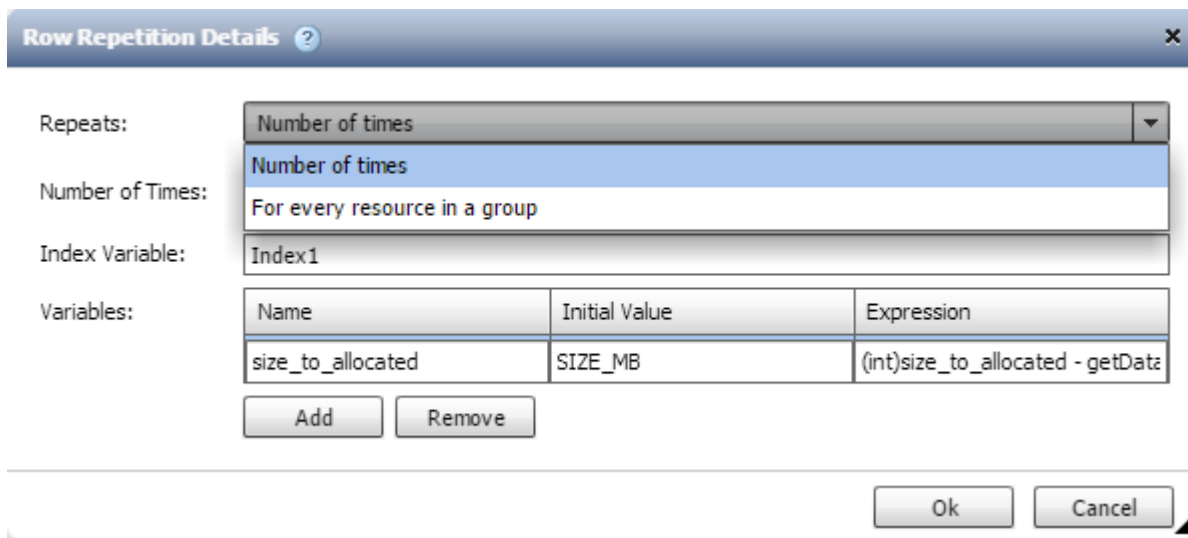 Row Repetition Details ?
Repeats: Number of times
Number of times
Number of Times:
For every resource in a group
Index Variable: Index1
Variables: Name Initial Value Expression
size_to_allocated SIZE_MB (int)size_to_allocated - getData
Add Remove
Ok Cancel